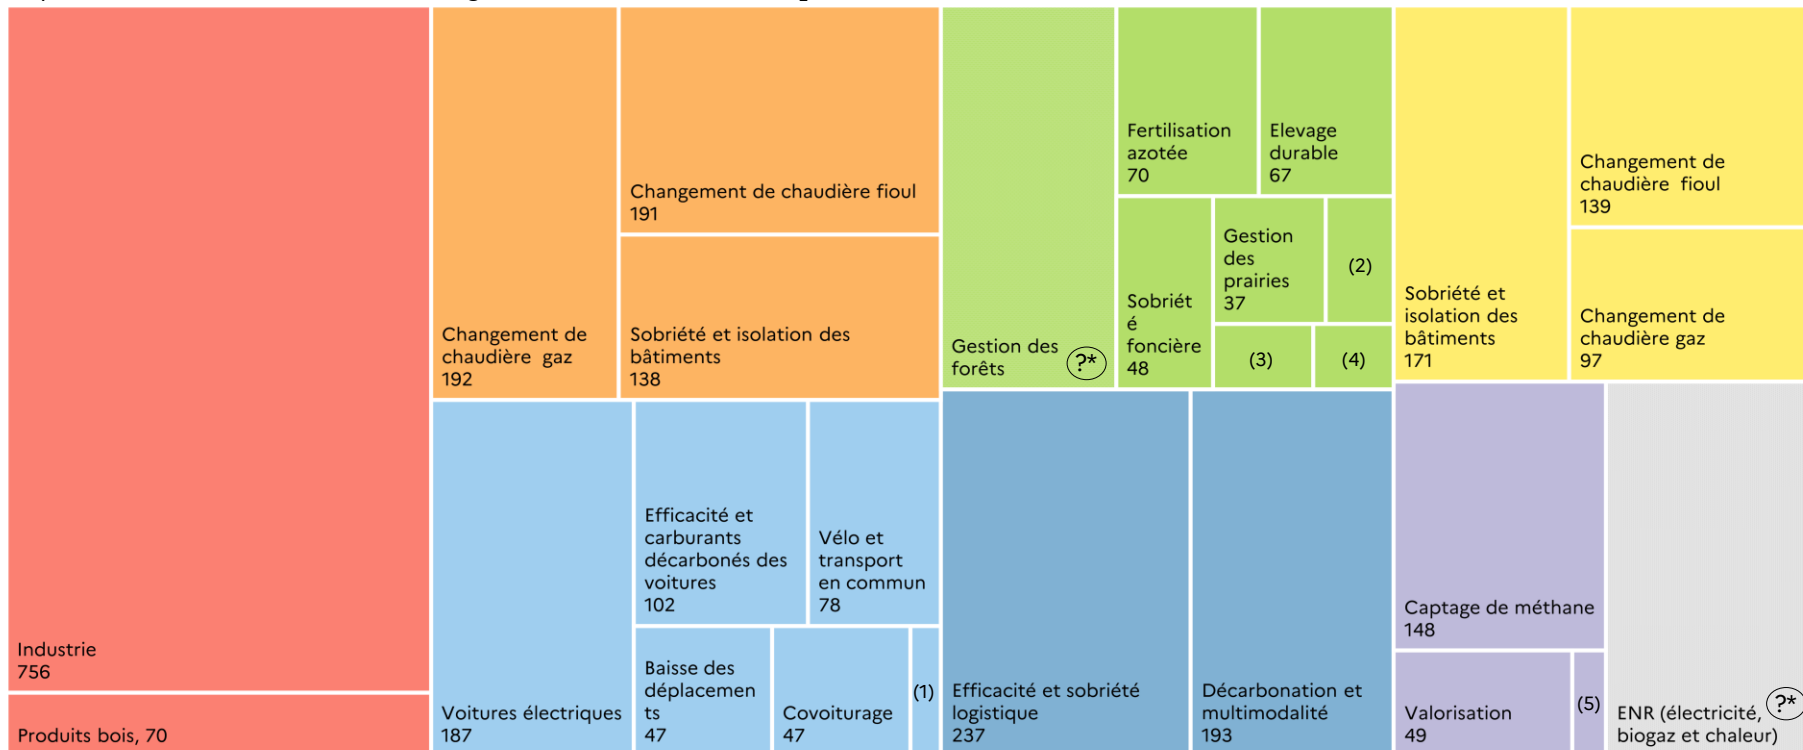 Industrie
756
Produits bois, 70
Changement de
chaudière gaz
192
Changement de chaudière fioul
191
Sobriété et isolation des
bâtiments
138
Voitures électriques
187
Efficacité et
carburants
décarbonés des
voitures
102
Vélo et
transport
en commun
78
Baisse des
déplacemen
ts
47
Covoiturage
47
(1)
Gestion des
forêts
?*
Fertilisation
azotée
70
Elevage
durable
67
Sobriét
é
foncière
48
Gestion
des
prairies
37
(2)
(3)
(4)
Efficacité et sobriété
logistique
237
Décarbonation et
multimodalité
193
Sobriété et
isolation des
bâtiments
171
Changement de
chaudière fioul
139
Changement de
chaudière gaz
97
Captage de méthane
148
Valorisation
49
(5)
ENR (électricité,
biogaz et chaleur)
?*